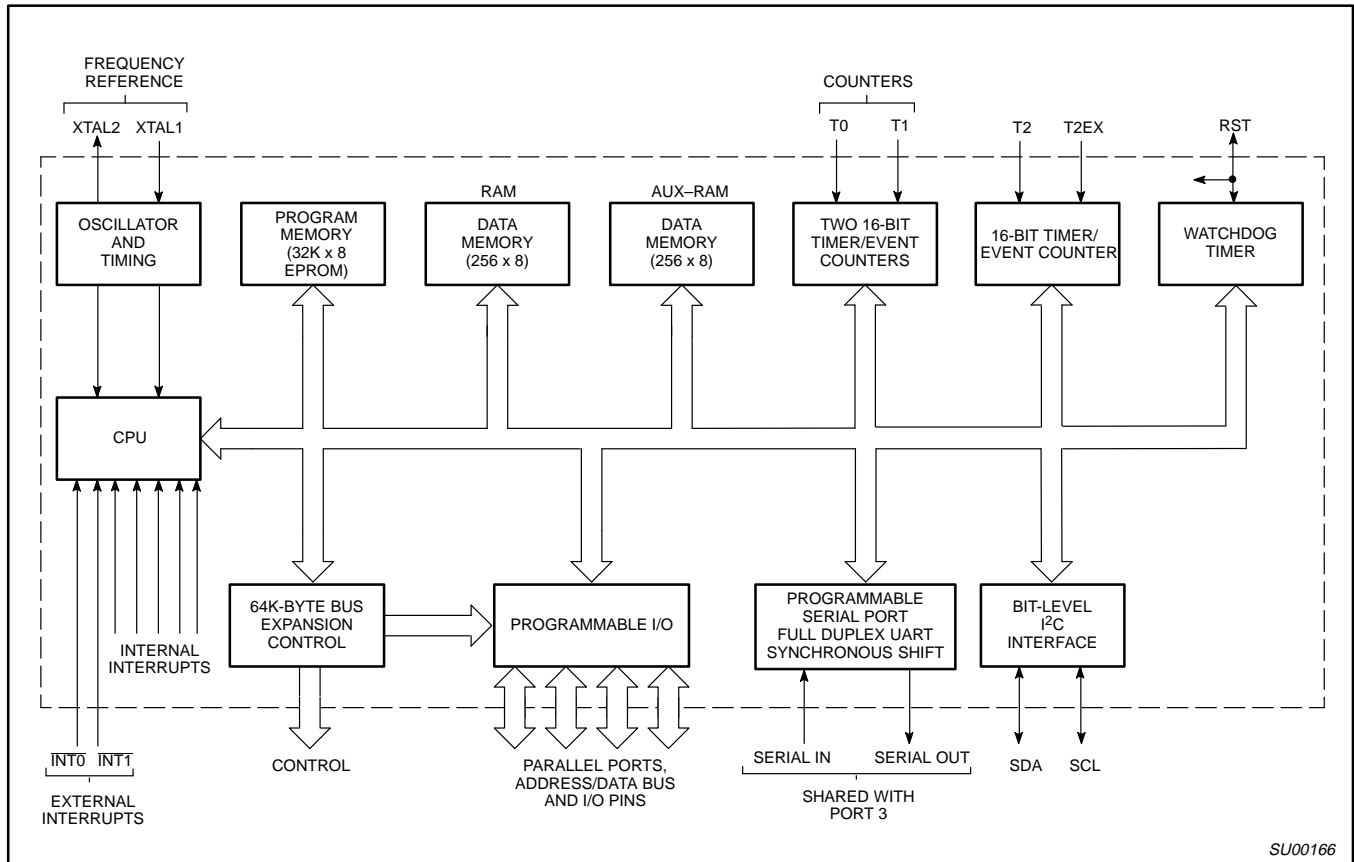 FREQUENCY
REFERENCE
COUNTERS
XTAL2 XTAL1
T0 T1
T2 T2EX
RST
RAM
AUX–RAM
OSCILLATOR
AND
TIMING
PROGRAM
MEMORY
(32K x 8
EPROM)
DATA
MEMORY
(256 x 8)
DATA
MEMORY
(256 x 8)
TWO 16-BIT
TIMER/EVENT
COUNTERS
16-BIT TIMER/
EVENT COUNTER
WATCHDOG
TIMER
CPU
64K-BYTE BUS
EXPANSION
CONTROL
PROGRAMMABLE I/O
PROGRAMMABLE
SERIAL PORT
FULL DUPLEX UART
SYNCHRONOUS SHIFT
BIT-LEVEL
I²C
INTERFACE
INTERNAL
INTERRUPTS
INT0 INT1
EXTERNAL
INTERRUPTS
CONTROL
PARALLEL PORTS,
ADDRESS/DATA BUS
AND I/O PINS
SERIAL IN SERIAL OUT
SHARED WITH
PORT 3
SDA SCL
SU00166